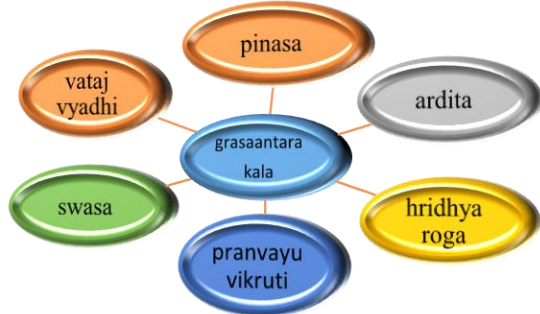 pinasa
vataj
vyadhi
ardita
grasaantara
kala
swasa
hridhya
roga
pranvayu
vikruti